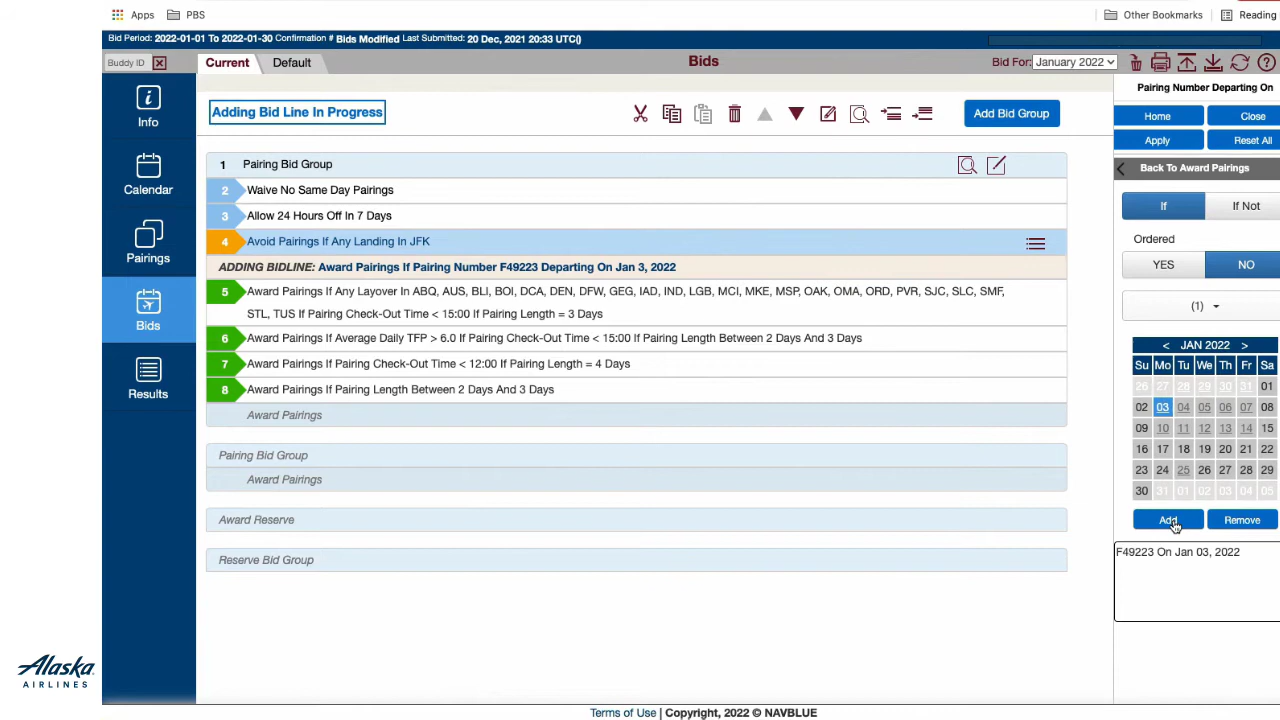 Apps PBS Other Bookmarks Reading
Bid Period: 2022-01-01 To 2022-01-30 Confirmation # Bids Modified Last Submitted: 20 Dec, 2021 20:33 UTC()
Buddy ID Current Default Bids Bid For: January 2022
Adding Bid Line In Progress
Add Bid Group
Info
Calendar
Pairings
Bids
Results
1 Pairing Bid Group
2 Waive No Same Day Pairings
3 Allow 24 Hours Off In 7 Days
4 Avoid Pairings If Any Landing In JFK
ADDING BIDLINE: Award Pairings If Pairing Number F49223 Departing On Jan 3, 2022
5 Award Pairings If Any Layover In ABQ, AUS, BLI, BOI, DCA, DEN, DFW, GEG, IAD, IND, LGB, MCI, MKE, MSP, OAK, OMA, ORD, PVR, SJC, SLC, SMF,
STL, TUS If Pairing Check-Out Time < 15:00 If Pairing Length = 3 Days
6 Award Pairings If Average Daily TFP > 6.0 If Pairing Check-Out Time < 15:00 If Pairing Length Between 2 Days And 3 Days
7 Award Pairings If Pairing Check-Out Time < 12:00 If Pairing Length = 4 Days
8 Award Pairings If Pairing Length Between 2 Days And 3 Days
Award Pairings
Pairing Bid Group
Award Pairings
Award Reserve
Reserve Bid Group
Pairing Number Departing On
Home Close
Apply Reset All
Back To Award Pairings
If If Not
Ordered
YES NO
(1)
< JAN 2022 >
Su Mo Tu We Th Fr Sa
26 27 28 29 30 31 01
02 03 04 05 06 07 08
09 10 11 12 13 14 15
16 17 18 19 20 21 22
23 24 25 26 27 28 29
30 31 01 02 03 04 05
Add Remove
F49223 On Jan 03, 2022
Alaska
AIRLINES
Terms of Use | Copyright, 2022 © NAVBLUE